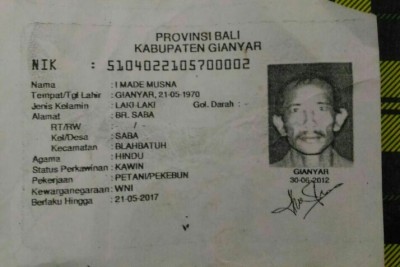 PROVINSI BALI
KABUPATEN GIANYAR
NIK : 5104022105700002
Nama : I MADE MUSNA
Tempat/Tgl Lahir : GIANYAR, 21-05-1970
Jenis Kelamin : LAKI-LAKI Gol. Darah : -
Alamat : BR. SABA
RT/RW : /
Kel/Desa : SABA
Kecamatan : BLAHBATUH
Agama : HINDU
Status Perkawinan : KAWIN
Pekerjaan : PETANI/PEKEBUN
Kewarganegaraan : WNI
Berlaku Hingga : 21-05-2017
GIANYAR
30-06-2012